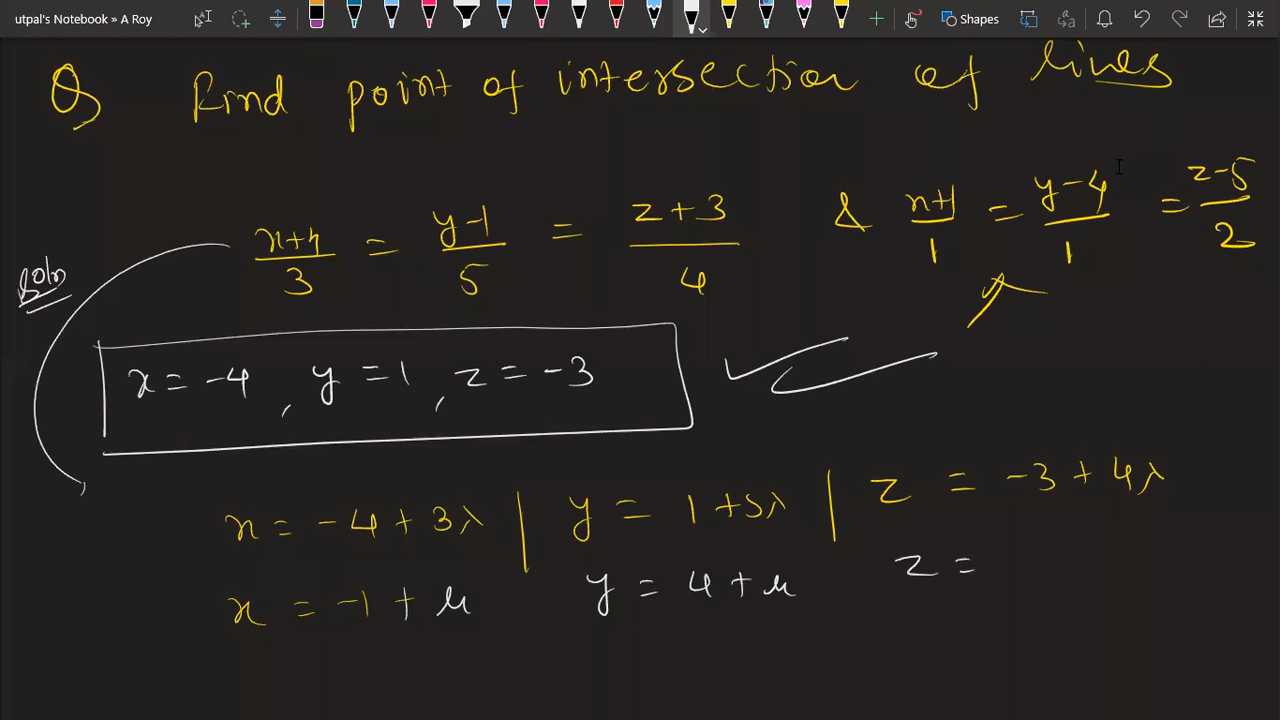 utpal's Notebook » A Roy
Shapes
Q Find point of intersection of lines
x+4/3 = y-1/5 = z+3/4 & x+1/1 = y-4/1 = z-5/2
Soln
x = -4, y = 1, z = -3
x = -4 + 3λ | y = 1 + 5λ | z = -3 + 4λ
x = -1 + μ y = 4 + μ z =